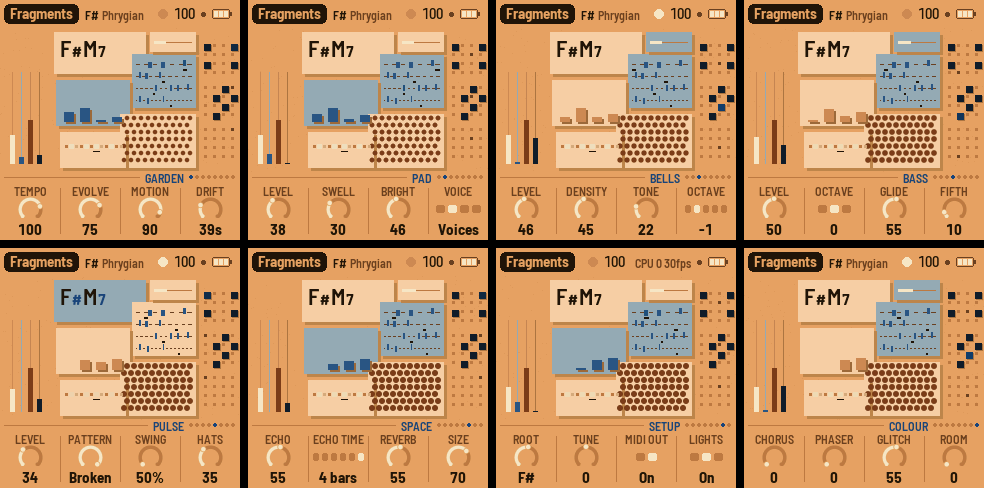 Fragments F# Phrygian 100
F#M7
GARDEN
TEMPO EVOLVE MOTION DRIFT
100 75 90 39s
Fragments F# Phrygian 100
F#M7
PAD
LEVEL SWELL BRIGHT VOICE
38 30 46 Voices
Fragments F# Phrygian 100
F#M7
BELLS
LEVEL DENSITY TONE OCTAVE
46 45 22 -1
Fragments F# Phrygian 100
F#M7
BASS
LEVEL OCTAVE GLIDE FIFTH
50 0 55 10
Fragments F# Phrygian 100
F#M7
PULSE
LEVEL PATTERN SWING HATS
34 Broken 50% 35
Fragments F# Phrygian 100
F#M7
SPACE
ECHO ECHO TIME REVERB SIZE
55 4 bars 55 70
Fragments 100 CPU 0 30fps
F#M7
SETUP
ROOT TUNE MIDI OUT LIGHTS
F# 0 On On
Fragments F# Phrygian 100
F#M7
COLOUR
CHORUS PHASER GLITCH ROOM
0 0 55 0